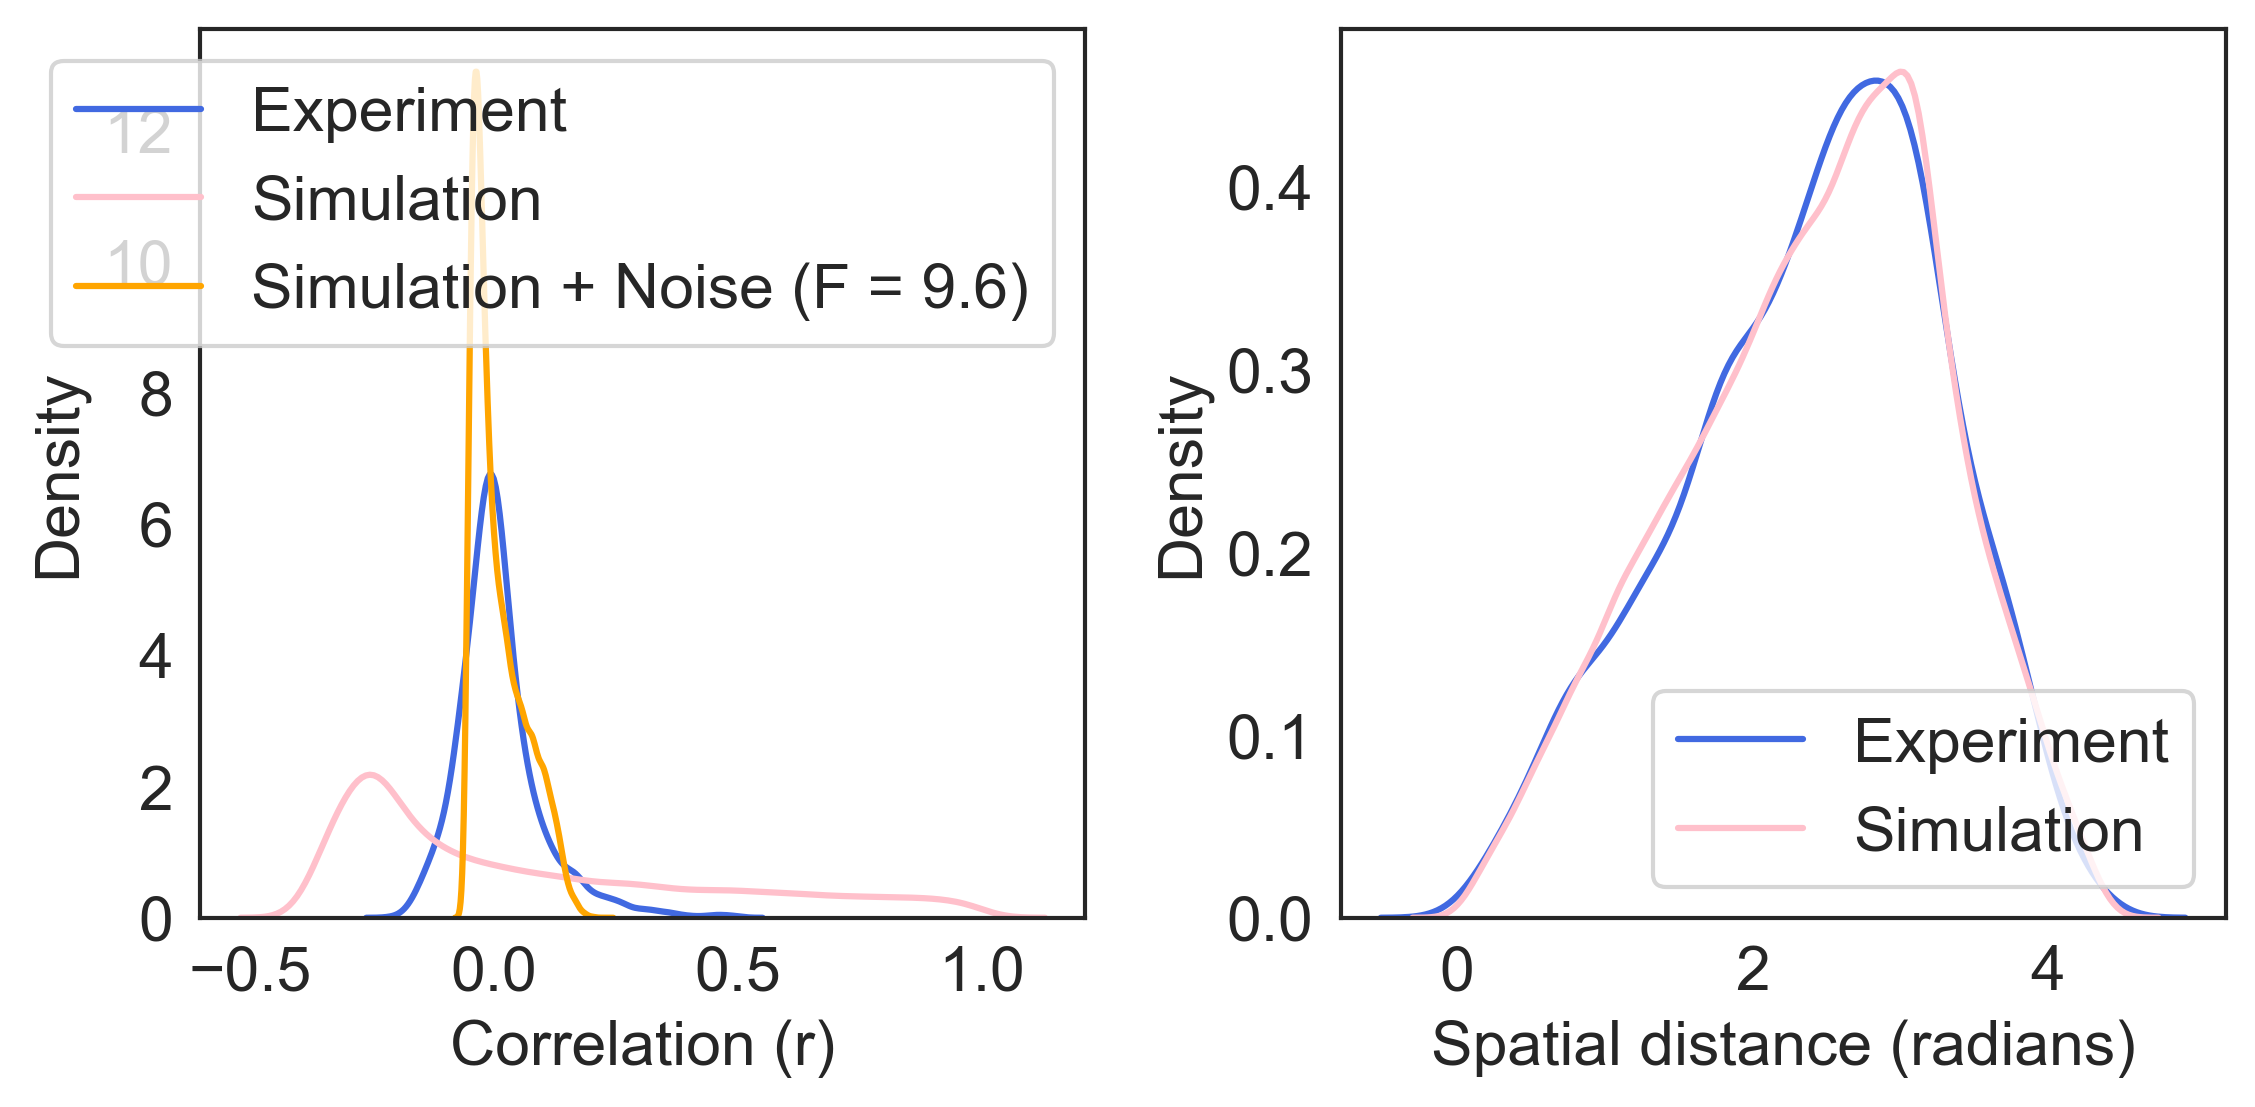 Experiment
Simulation
Simulation + Noise (F = 9.6)
12
10
8
6
4
2
0
Density
−0.5 0.0 0.5 1.0
Correlation (r)
0.4
0.3
0.2
0.1
0.0
Density
Experiment
Simulation
0 2 4
Spatial distance (radians)